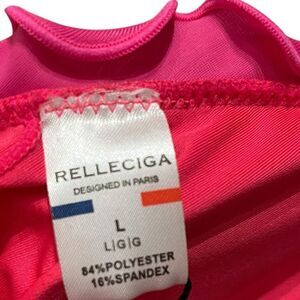 RELLECIGA
DESIGNED IN PARIS
L
L|G|G
84%POLYESTER
16%SPANDEX